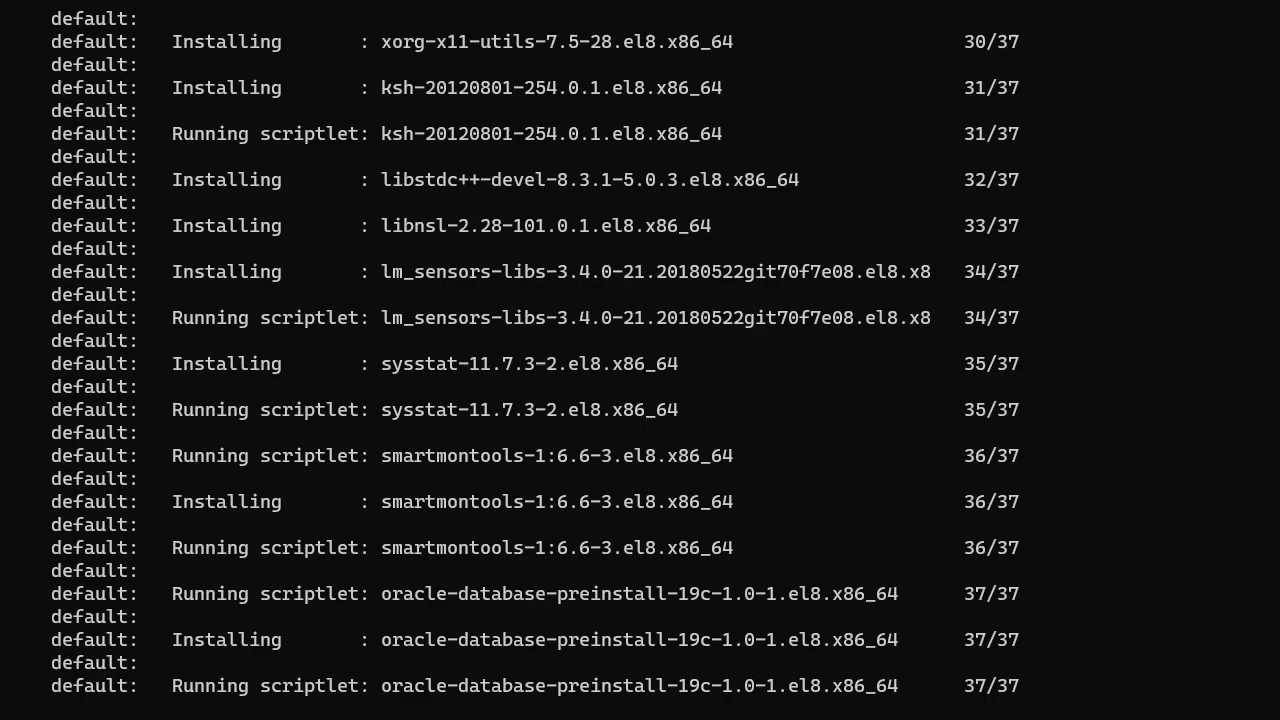 default:
default:   Installing       : xorg-x11-utils-7.5-28.el8.x86_64                     30/37
default:
default:   Installing       : ksh-20120801-254.0.1.el8.x86_64                      31/37
default:
default:   Running scriptlet: ksh-20120801-254.0.1.el8.x86_64                      31/37
default:
default:   Installing       : libstdc++-devel-8.3.1-5.0.3.el8.x86_64               32/37
default:
default:   Installing       : libnsl-2.28-101.0.1.el8.x86_64                       33/37
default:
default:   Installing       : lm_sensors-libs-3.4.0-21.20180522git70f7e08.el8.x8   34/37
default:
default:   Running scriptlet: lm_sensors-libs-3.4.0-21.20180522git70f7e08.el8.x8   34/37
default:
default:   Installing       : sysstat-11.7.3-2.el8.x86_64                          35/37
default:
default:   Running scriptlet: sysstat-11.7.3-2.el8.x86_64                          35/37
default:
default:   Running scriptlet: smartmontools-1:6.6-3.el8.x86_64                     36/37
default:
default:   Installing       : smartmontools-1:6.6-3.el8.x86_64                     36/37
default:
default:   Running scriptlet: smartmontools-1:6.6-3.el8.x86_64                     36/37
default:
default:   Running scriptlet: oracle-database-preinstall-19c-1.0-1.el8.x86_64      37/37
default:
default:   Installing       : oracle-database-preinstall-19c-1.0-1.el8.x86_64      37/37
default:
default:   Running scriptlet: oracle-database-preinstall-19c-1.0-1.el8.x86_64      37/37